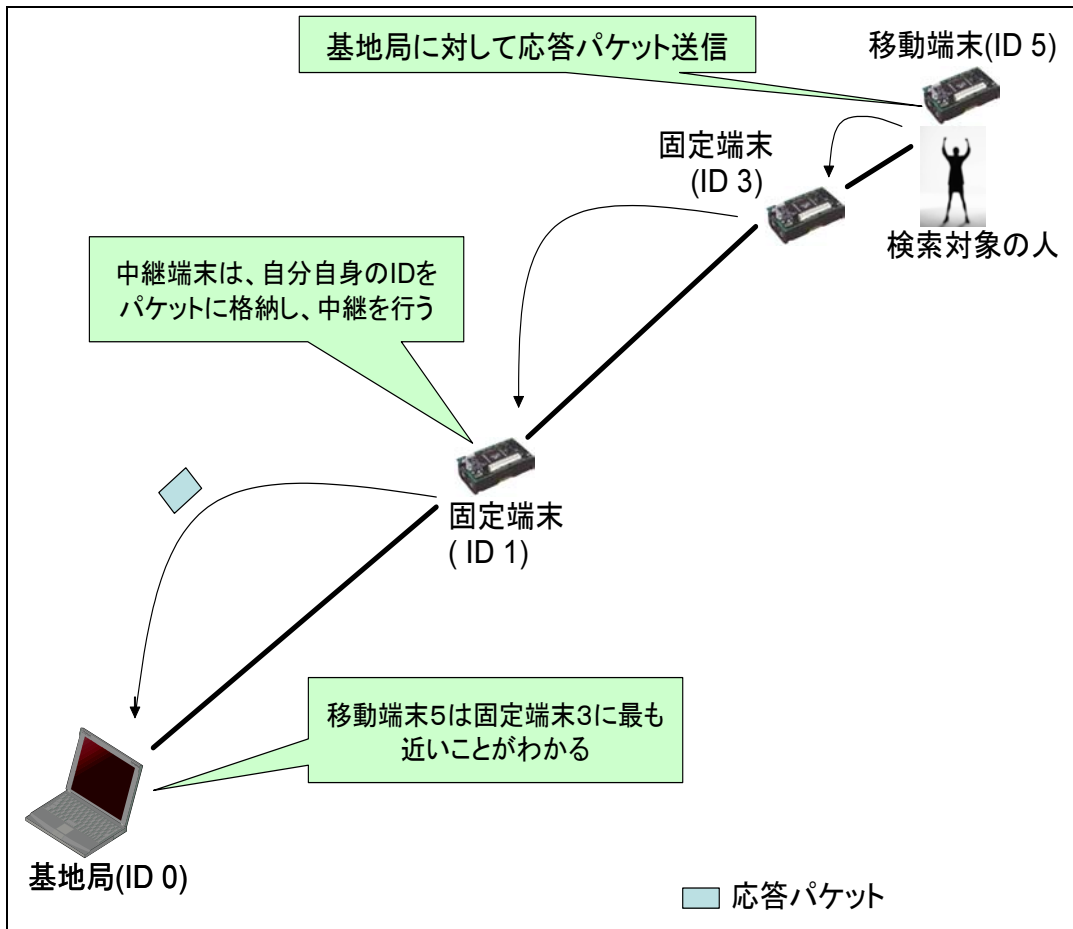 基地局に対して応答パケット送信
移動端末(ID 5)
固定端末
(ID 3)
検索対象の人
中継端末は、自分自身のIDを
パケットに格納し、中継を行う
固定端末
( ID 1)
移動端末5は固定端末3に最も
近いことがわかる
基地局(ID 0)
応答パケット